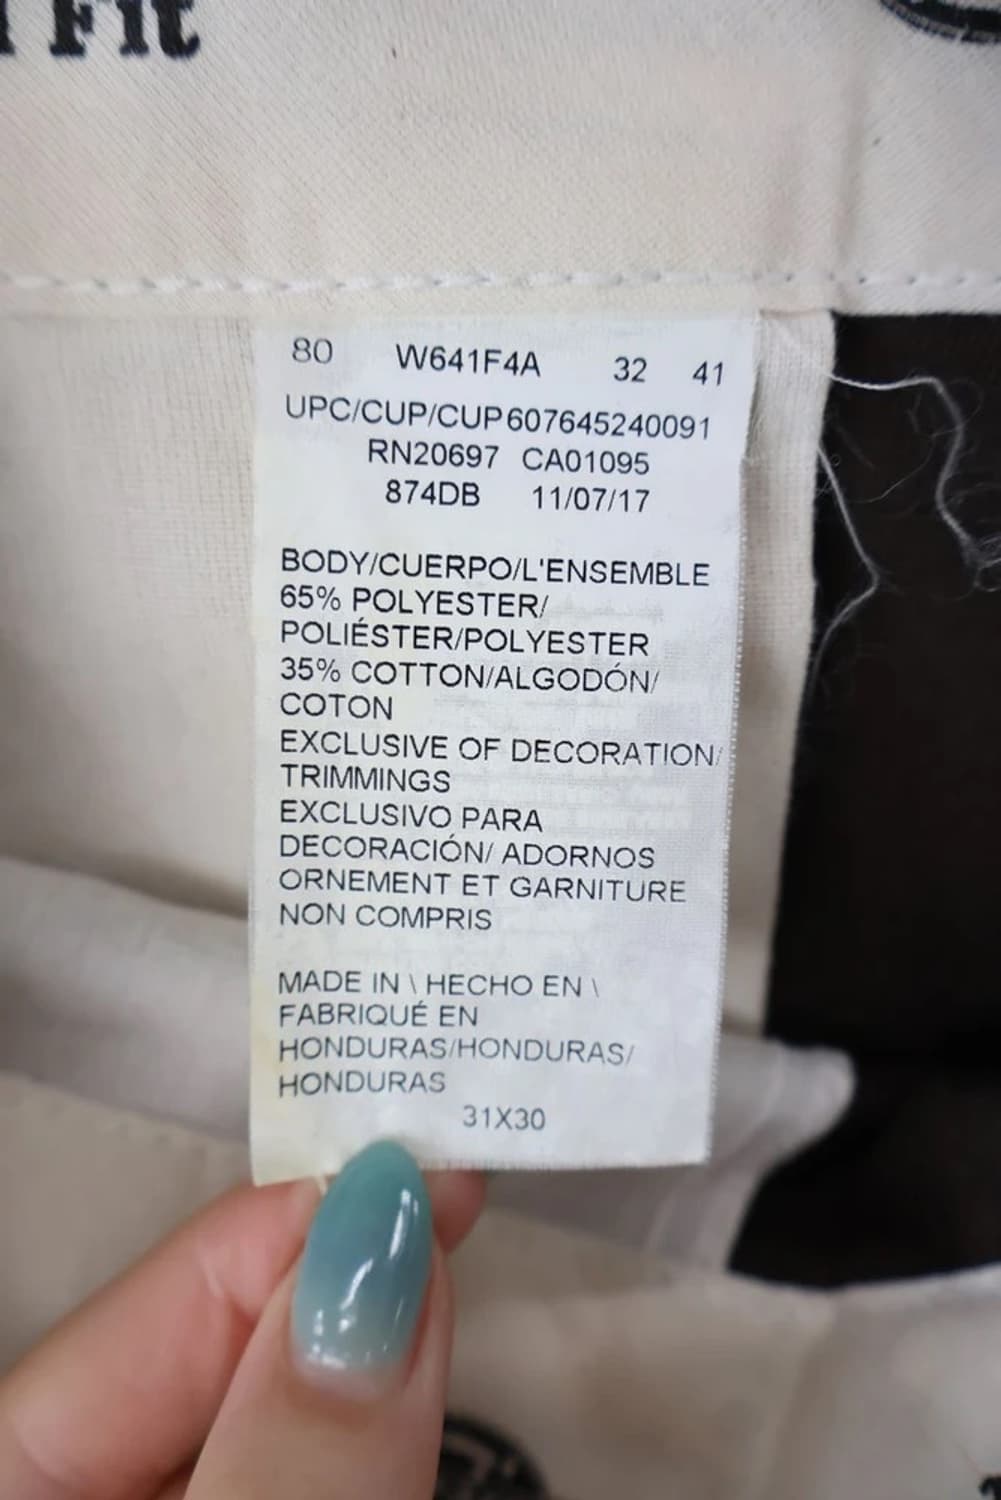 Fit
80 W641F4A 32 41
UPC/CUP/CUP607645240091
RN20697 CA01095
874DB 11/07/17
BODY/CUERPO/L'ENSEMBLE
65% POLYESTER/
POLIÉSTER/POLYESTER
35% COTTON/ALGODÓN/
COTON
EXCLUSIVE OF DECORATION/
TRIMMINGS
EXCLUSIVO PARA
DECORACIÓN/ ADORNOS
ORNEMENT ET GARNITURE
NON COMPRIS
MADE IN \ HECHO EN \
FABRIQUÉ EN
HONDURAS/HONDURAS/
HONDURAS
31X30